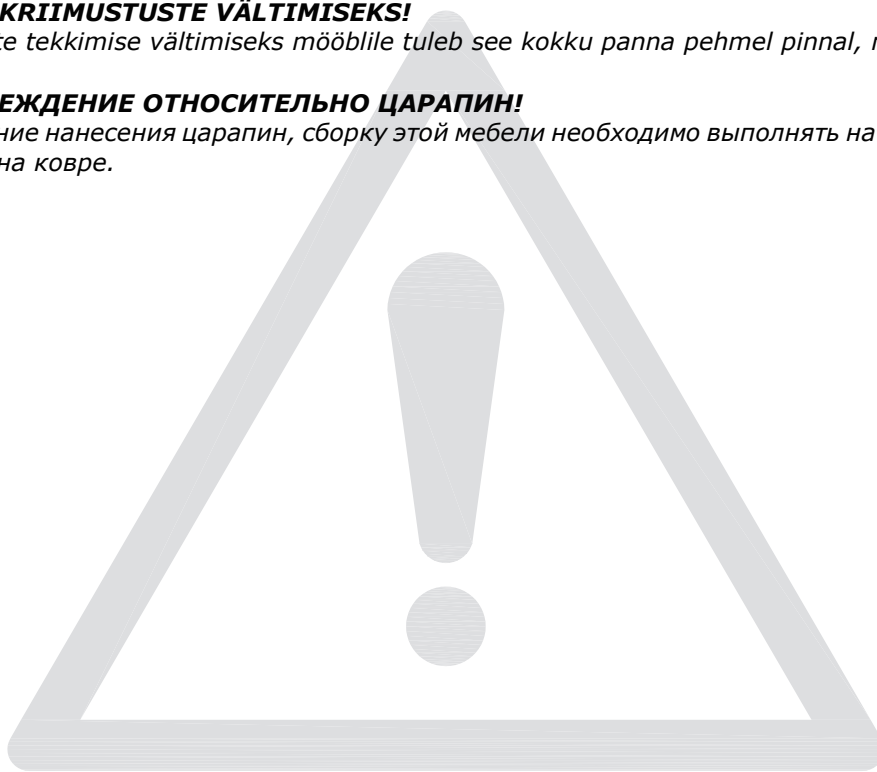 KRIIMUSTUSTE VÄLTIMISEKS!
te tekkimise vältimiseks mööblile tuleb see kokku panna pehmel pinnal,
ЕЖДЕНИЕ ОТНОСИТЕЛЬНО ЦАРАПИН!
ние нанесения царапин, сборку этой мебели необходимо выполнять на
на ковре.